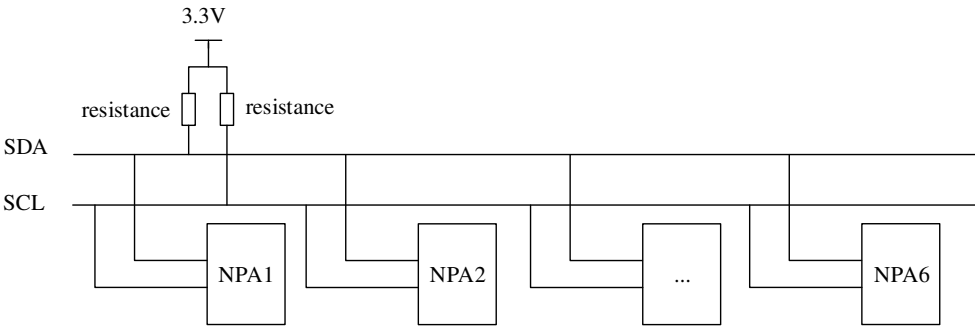 3.3V
resistance
resistance
SDA
SCL
NPA1
NPA2
...
NPA6